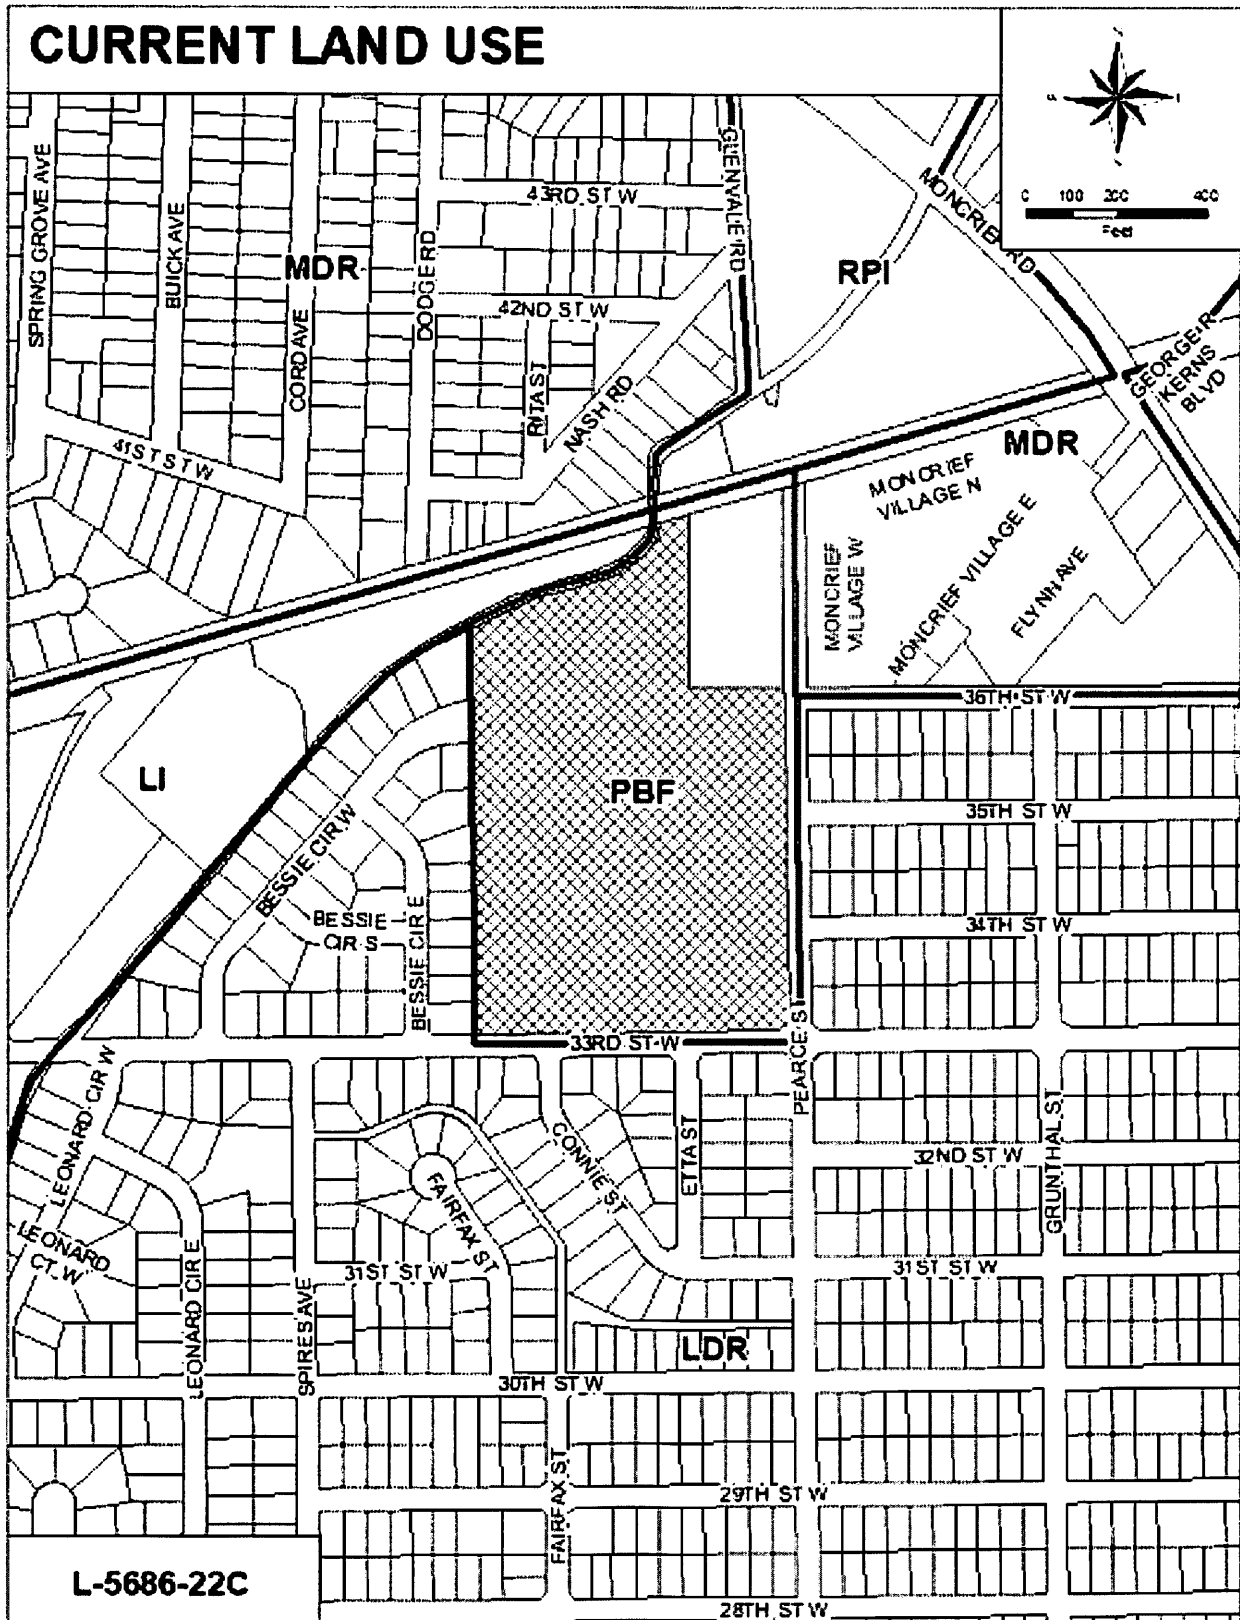 CURRENT LAND USE
0 100 200 400
Feet
SPRING GROVE AVE
BUICK AVE
MDR
CORD AVE
DODGE RD
43RD ST W
42ND ST W
RITA ST
NASH RD
GLENVALE RD
RPI
MONCRIEF RD
GEORGE R
KERNS
BLVD
41ST ST W
MDR
MONCRIEF
VILLAGE N
MONCRIEF
VILLAGE W
MONCRIEF VILLAGE E
FLYNN AVE
36TH ST W
LI
PBF
35TH ST W
BESSIE CIR W
BESSIE
CIR S
BESSIE CIR E
34TH ST W
33RD ST W
PEARCE ST
LEONARD CIR W
CONNIE ST
ETTA ST
32ND ST W
GRUNTHAL ST
FAIRFAX ST
LEONARD
CT W
LEONARD CIR E
SPIRES AVE
31ST ST W
31ST ST W
LDR
30TH ST W
FAIRFAX ST
29TH ST W
L-5686-22C
28TH ST W